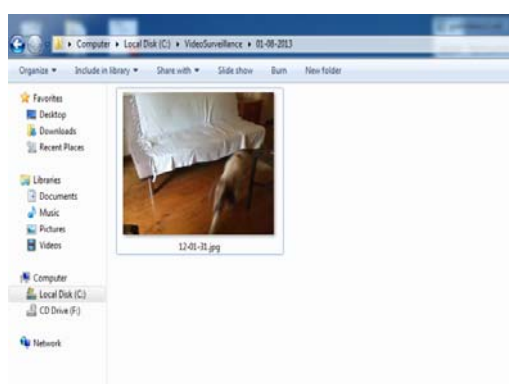 Computer ▸ Local Disk (C:) ▸ VideoSurveillance ▸ 01-08-2013
Organize Include in library Share with Slide show Burn New folder
Favorites
Desktop
Downloads
Recent Places
Libraries
Documents
Music
Pictures
Videos
Computer
Local Disk (C:)
CD Drive (F:)
Network
12-01-31.jpg